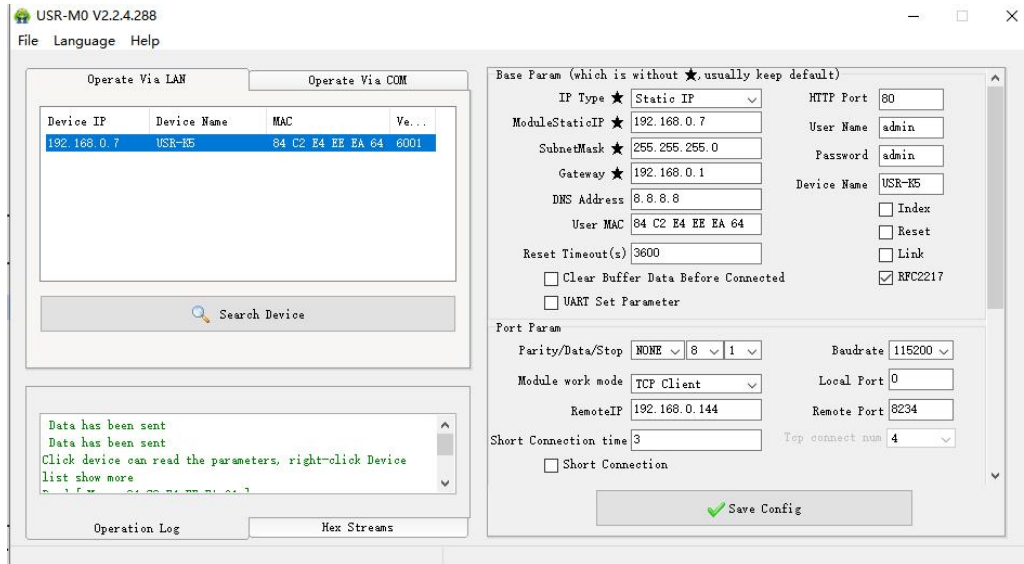 USR-M0 V2.2.4.288
File Language Help
Operate Via LAN Operate Via COM
Device IP Device Name MAC Ve...
192.168.0.7 USR-K5 84 C2 E4 EE EA 64 6001
Search Device
Data has been sent
Data has been sent
Click device can read the parameters, right-click Device
list show more
Operation Log Hex Streams
Base Param (which is without ★,usually keep default)
IP Type ★ Static IP HTTP Port 80
ModuleStaticIP ★ 192.168.0.7 User Name admin
SubnetMask ★ 255.255.255.0 Password admin
Gateway ★ 192.168.0.1 Device Name USR-K5
DNS Address 8.8.8.8 Index
User MAC 84 C2 E4 EE EA 64 Reset
Reset Timeout(s) 3600 Link
Clear Buffer Data Before Connected RFC2217
UART Set Parameter
Port Param
Parity/Data/Stop NONE 8 1 Baudrate 115200
Module work mode TCP Client Local Port 0
RemoteIP 192.168.0.144 Remote Port 8234
Short Connection time 3 Tcp connect num 4
Short Connection
Save Config